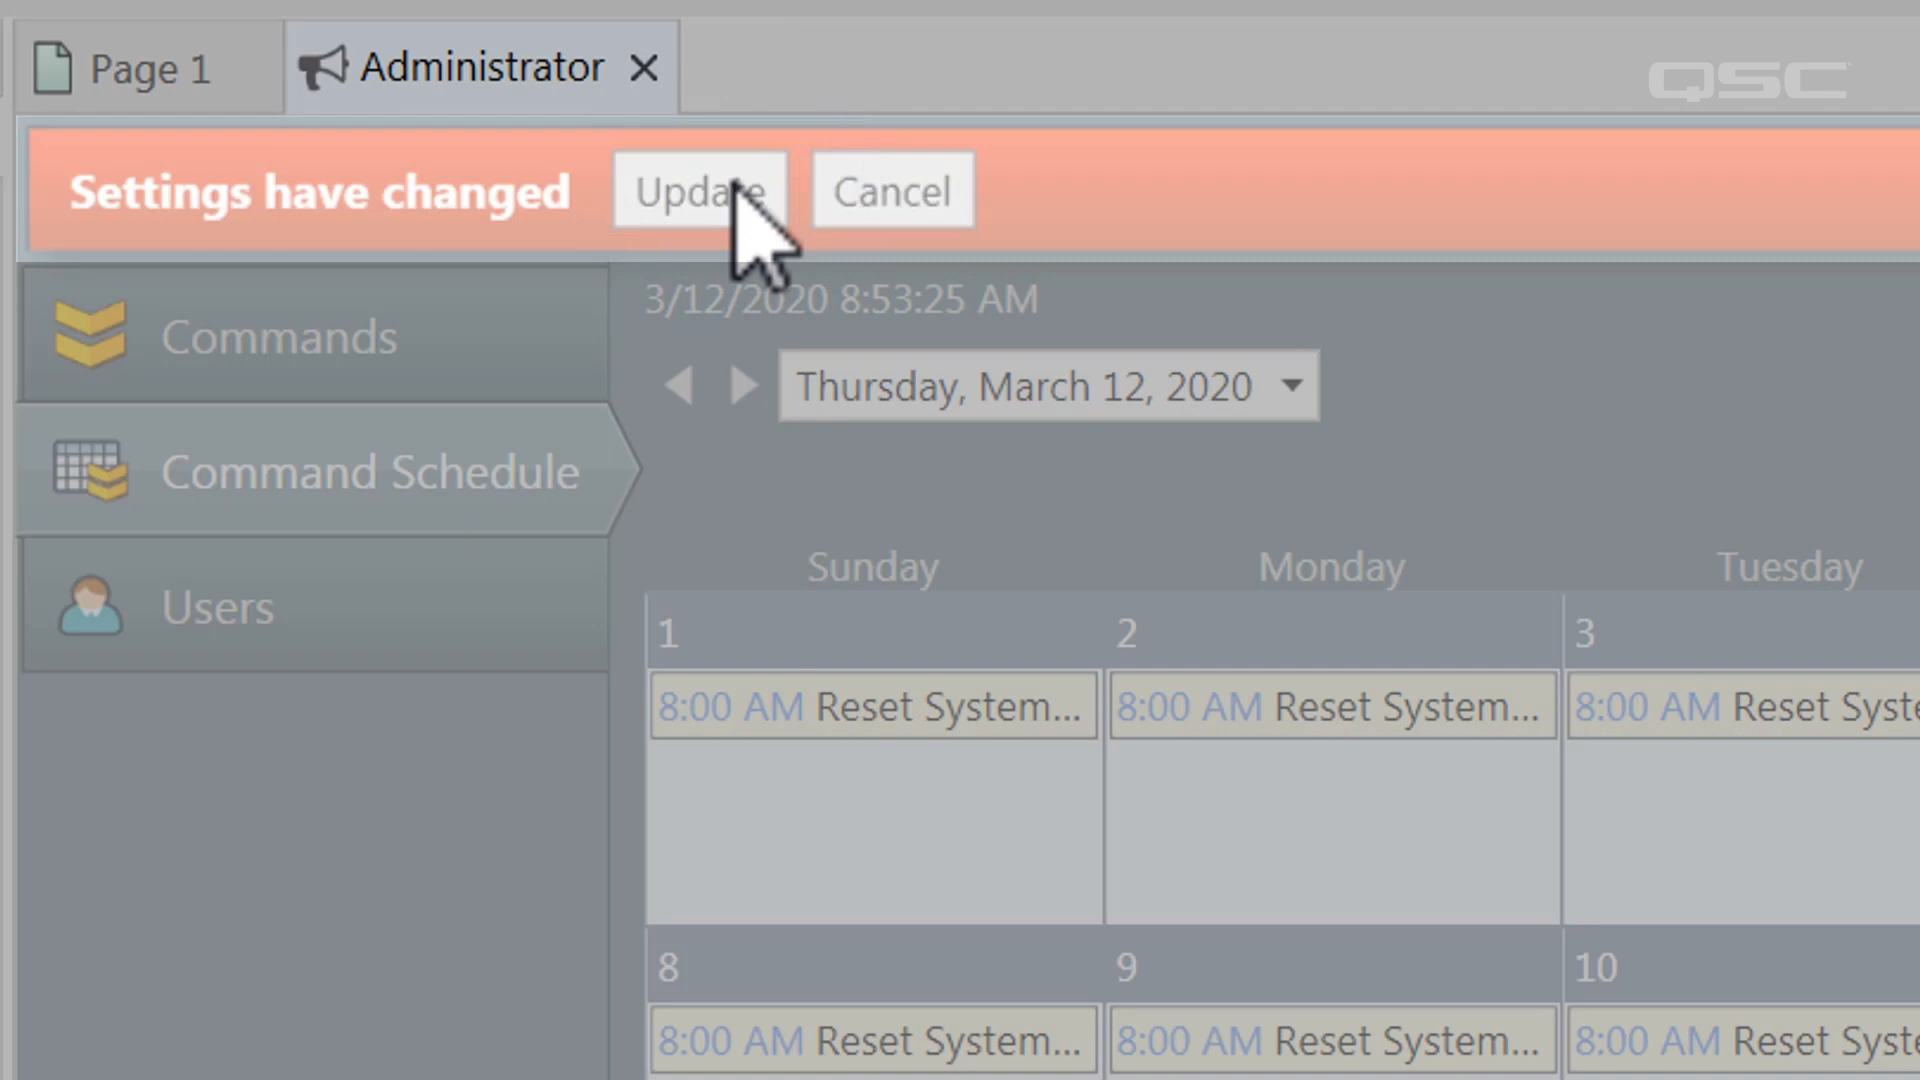 Page 1
Administrator
QSC
Settings have changed
Update
Cancel
3/12/2020 8:53:25 AM
Commands
Thursday, March 12, 2020
Command Schedule
Sunday
Monday
Tuesday
Users
1
2
3
8:00 AM Reset System...
8:00 AM Reset System...
8:00 AM Reset Syste
8
9
10
8:00 AM Reset System...
8:00 AM Reset System...
8:00 AM Reset Syste